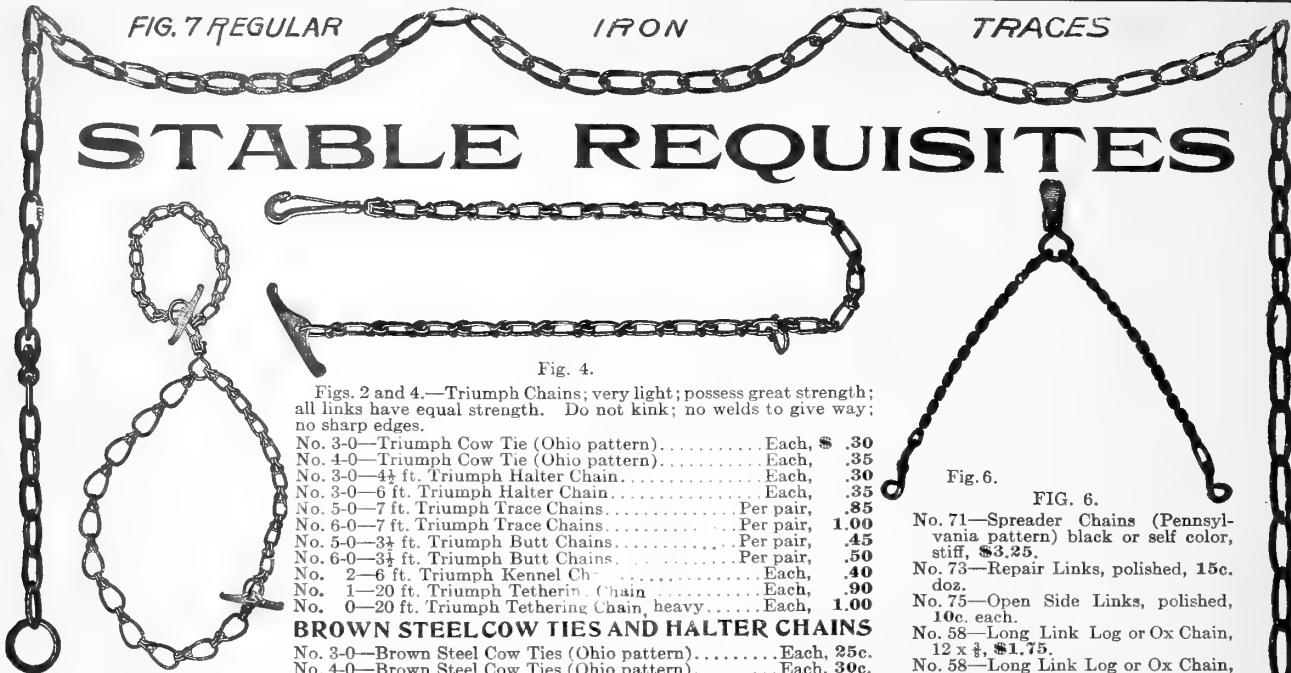 FIG. 7 REGULAR IRON TRACES
STABLE REQUISITES
Fig. 4.
Figs. 2 and 4.—Triumph Chains; very light; possess great strength;
all links have equal strength. Do not kink; no welds to give way;
no sharp edges.
No. 3-0—Triumph Cow Tie (Ohio pattern)............Each, $ .30
No. 4-0—Triumph Cow Tie (Ohio pattern)............Each, .35
No. 3-0—4½ ft. Triumph Halter Chain...............Each, .30
No. 3-0—6 ft. Triumph Halter Chain................Each, .35
No. 5-0—7 ft. Triumph Trace Chains............Per pair, .85
No. 6-0—7 ft. Triumph Trace Chains............Per pair, 1.00
No. 5-0—3½ ft. Triumph Butt Chains............Per pair, .45
No. 6-0—3½ ft. Triumph Butt Chains............Per pair, .50
No. 2—6 ft. Triumph Kennel Ch..............Each, .40
No. 1—20 ft. Triumph Tetherin. Chain..............Each, .90
No. 0—20 ft. Triumph Tethering Chain, heavy......Each, 1.00
BROWN STEEL COW TIES AND HALTER CHAINS
No. 3-0—Brown Steel Cow Ties (Ohio pattern).........Each, 25c.
No. 4-0—Brown Steel Cow Ties (Ohio pattern).........Each, 30c.
Fig. 6.
FIG. 6.
No. 71—Spreader Chains (Pennsyl-
vania pattern) black or self color,
stiff, $3.25.
No. 73—Repair Links, polished, 15c.
doz.
No. 75—Open Side Links, polished,
10c. each.
No. 58—Long Link Log or Ox Chain,
12 x ⅜, $1.75.
No. 58—Long Link Log or Ox Chain,